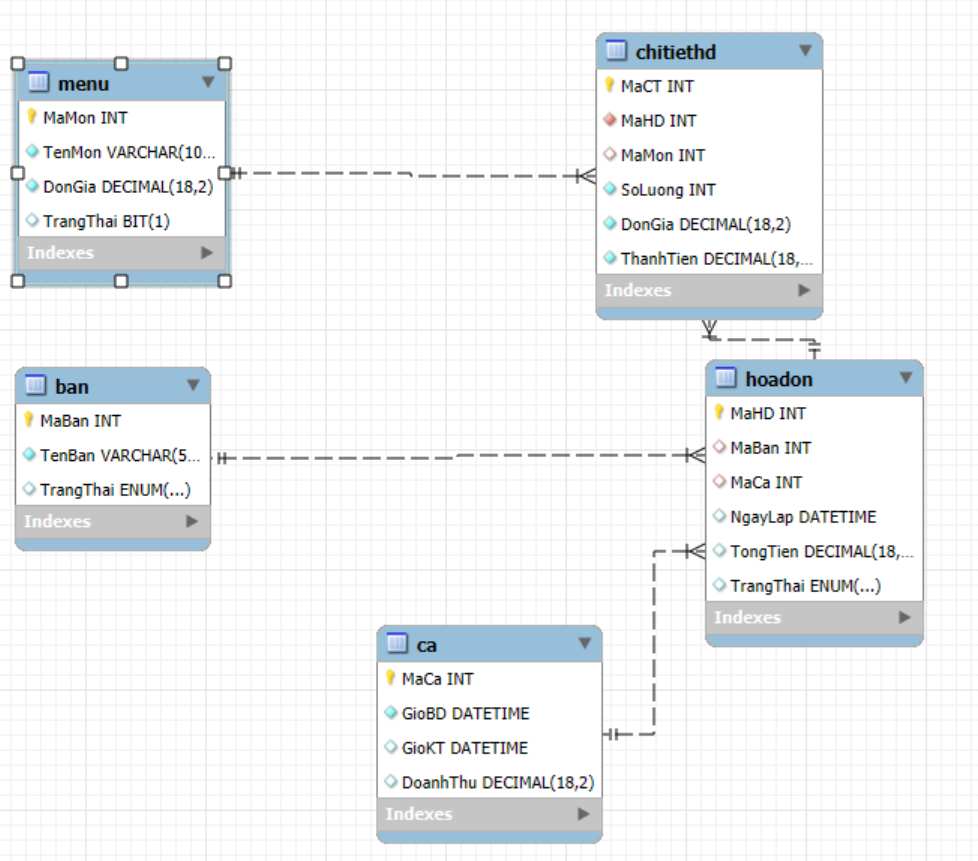 menu
MaMon INT
TenMon VARCHAR(10...
DonGia DECIMAL(18,2)
TrangThai BIT(1)
Indexes
chitiethd
MaCT INT
MaHD INT
MaMon INT
SoLuong INT
DonGia DECIMAL(18,2)
ThanhTien DECIMAL(18,...
Indexes
ban
MaBan INT
TenBan VARCHAR(5...
TrangThai ENUM(...)
Indexes
hoadon
MaHD INT
MaBan INT
MaCa INT
NgayLap DATETIME
TongTien DECIMAL(18,...
TrangThai ENUM(...)
Indexes
ca
MaCa INT
GioBD DATETIME
GioKT DATETIME
DoanhThu DECIMAL(18,2)
Indexes